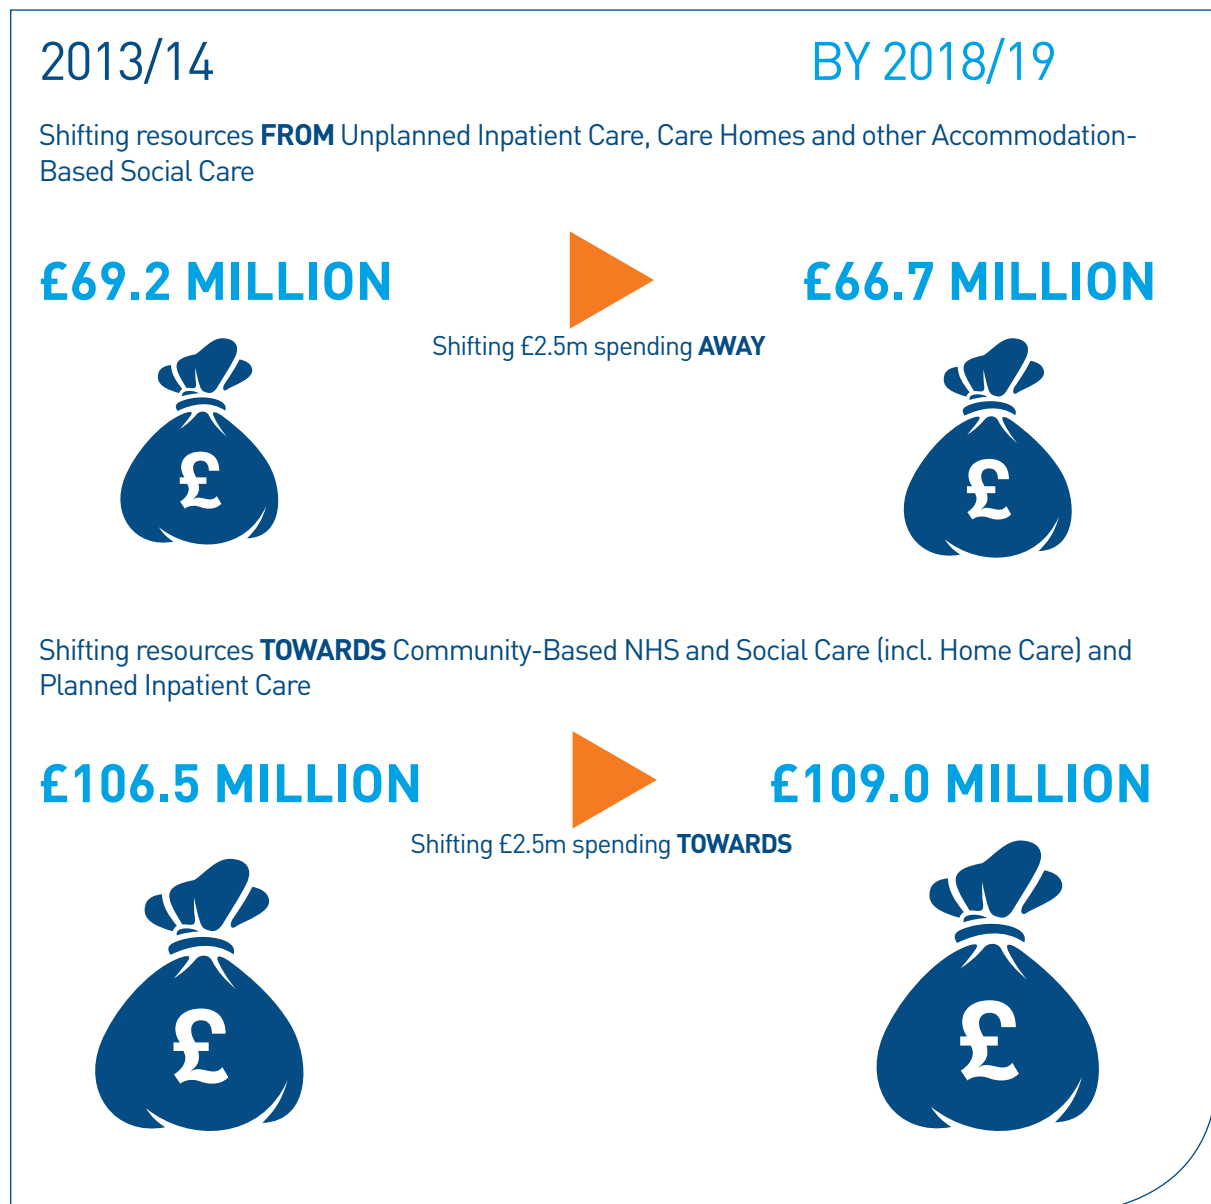 2013/14
BY 2018/19
Shifting resources FROM Unplanned Inpatient Care, Care Homes and other Accommodation-
Based Social Care
£69.2 MILLION
£66.7 MILLION
Shifting £2.5m spending AWAY
£
£
Shifting resources TOWARDS Community-Based NHS and Social Care (incl. Home Care) and
Planned Inpatient Care
£106.5 MILLION
£109.0 MILLION
Shifting £2.5m spending TOWARDS
£
£